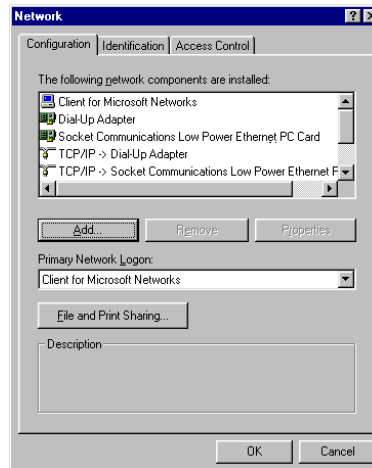 Network
Configuration Identification Access Control
The following network components are installed:
Client for Microsoft Networks
Dial-Up Adapter
Socket Communications Low Power Ethernet PC Card
TCP/IP -> Dial-Up Adapter
TCP/IP -> Socket Communications Low Power Ethernet P
Add... Remove Properties
Primary Network Logon:
Client for Microsoft Networks
File and Print Sharing...
Description
OK Cancel